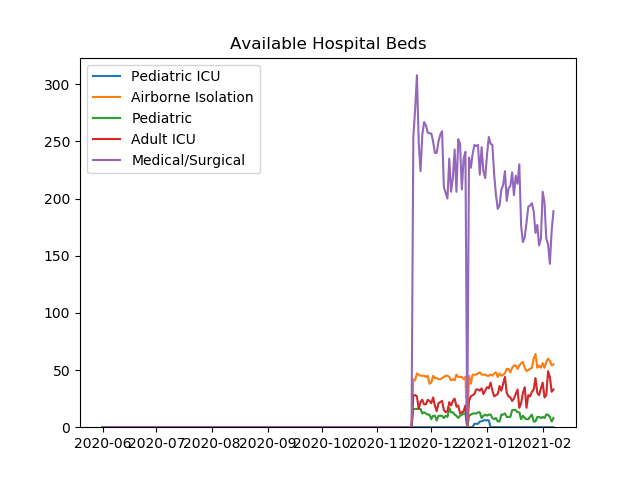 Available Hospital Beds
Pediatric ICU
Airborne Isolation
Pediatric
Adult ICU
Medical/Surgical
300
250
200
150
100
50
0
2020-06 2020-07 2020-08 2020-09 2020-10 2020-11 2020-12 2021-01 2021-02